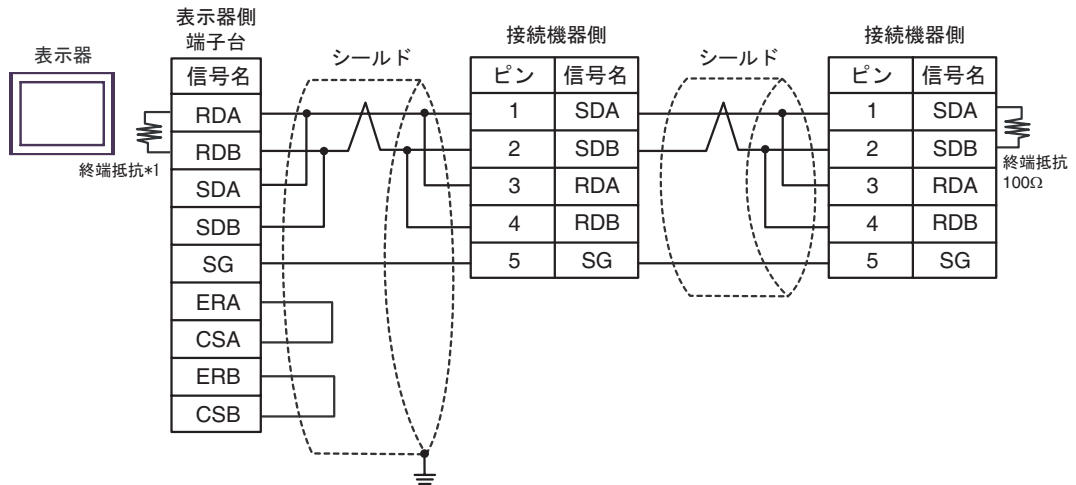 表示器
表示器側
端子台
信号名
RDA
RDB
SDA
SDB
SG
ERA
CSA
ERB
CSB
終端抵抗*1
シールド
接続機器側
ピン 信号名
1 SDA
2 SDB
3 RDA
4 RDB
5 SG
シールド
接続機器側
ピン 信号名
1 SDA
2 SDB
3 RDA
4 RDB
5 SG
終端抵抗
100Ω